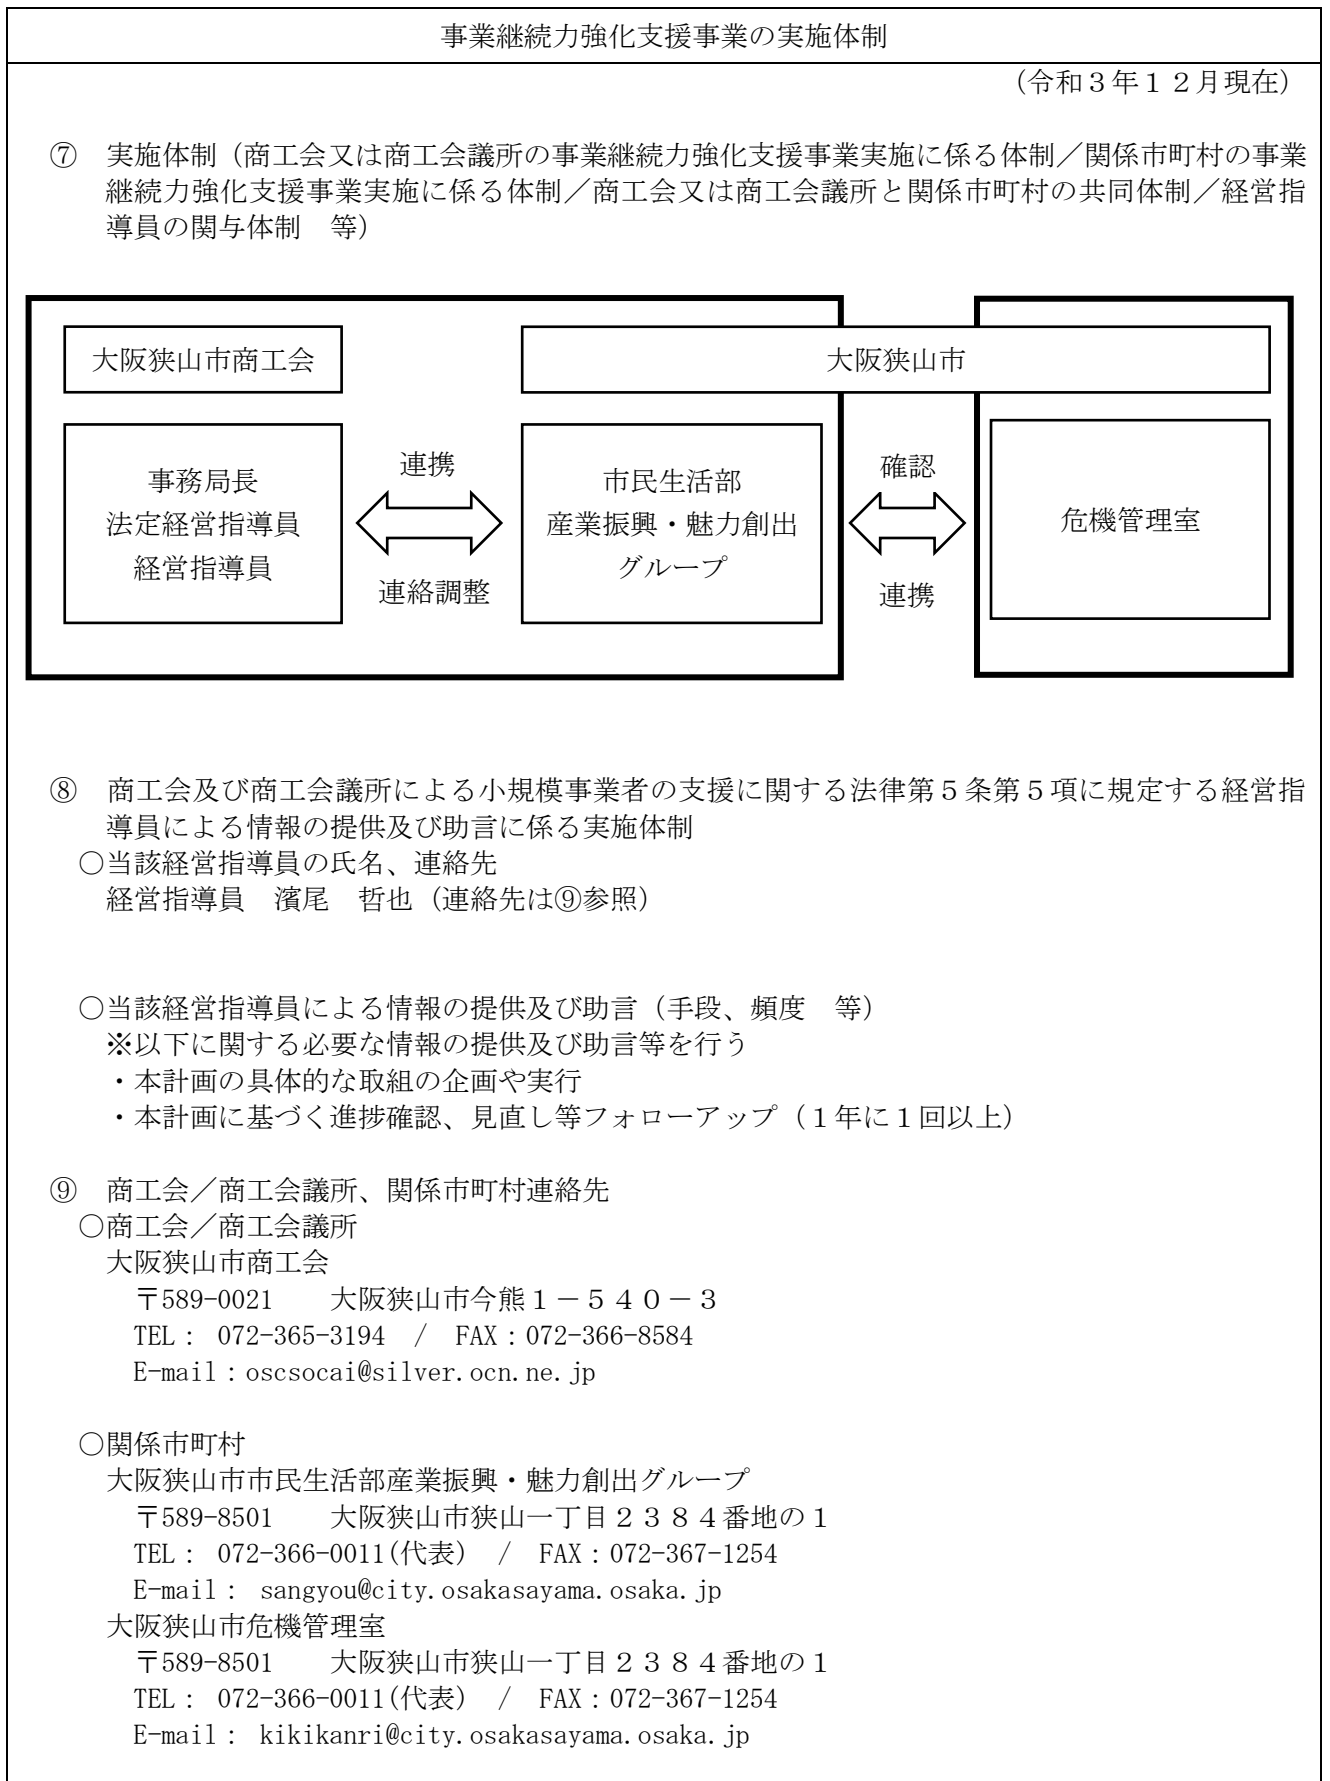 事業継続力強化支援事業の実施体制
（令和３年１２月現在）
⑦　実施体制（商工会又は商工会議所の事業継続力強化支援事業実施に係る体制／関係市町村の事業
継続力強化支援事業実施に係る体制／商工会又は商工会議所と関係市町村の共同体制／経営指
導員の関与体制　等）
大阪狭山市商工会
大阪狭山市
事務局長
法定経営指導員
経営指導員
連携
連絡調整
市民生活部
産業振興・魅力創出
グループ
確認
連携
危機管理室
⑧　商工会及び商工会議所による小規模事業者の支援に関する法律第５条第５項に規定する経営指
導員による情報の提供及び助言に係る実施体制
○当該経営指導員の氏名、連絡先
経営指導員　濱尾　哲也（連絡先は⑨参照）
○当該経営指導員による情報の提供及び助言（手段、頻度　等）
※以下に関する必要な情報の提供及び助言等を行う
・本計画の具体的な取組の企画や実行
・本計画に基づく進捗確認、見直し等フォローアップ（１年に１回以上）
⑨　商工会／商工会議所、関係市町村連絡先
○商工会／商工会議所
大阪狭山市商工会
〒589-0021　　大阪狭山市今熊１－５４０－３
TEL： 072-365-3194　/　FAX：072-366-8584
E-mail：oscsocai@silver.ocn.ne.jp
○関係市町村
大阪狭山市市民生活部産業振興・魅力創出グループ
〒589-8501　　大阪狭山市狭山一丁目２３８４番地の１
TEL： 072-366-0011(代表)　/　FAX：072-367-1254
E-mail： sangyou@city.osakasayama.osaka.jp
大阪狭山市危機管理室
〒589-8501　　大阪狭山市狭山一丁目２３８４番地の１
TEL： 072-366-0011(代表)　/　FAX：072-367-1254
E-mail： kikikanri@city.osakasayama.osaka.jp